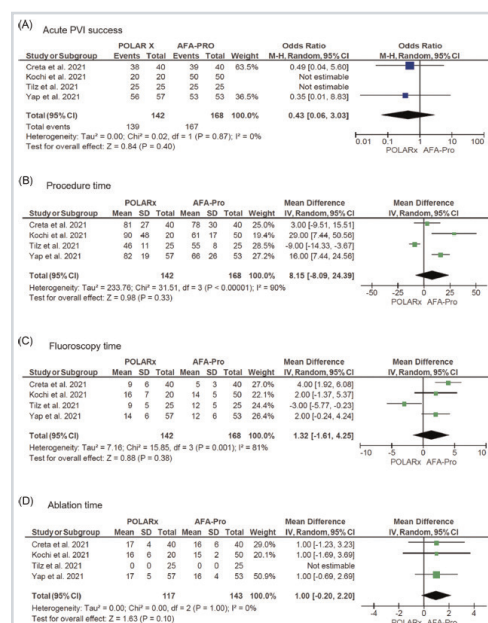 (A)
Acute PVI success
POLAR X AFA-PRO Odds Ratio Odds Ratio
Study or Subgroup Events Total Events Total Weight M-H, Random, 95% CI M-H, Random, 95% CI
Creta et al. 2021 38 40 39 40 63.5% 0.49 [0.04, 5.60]
Kochi et al. 2021 20 20 50 50 Not estimable
Tilz et al. 2021 25 25 25 25 Not estimable
Yap et al. 2021 56 57 53 53 36.5% 0.35 [0.01, 8.83]
Total (95% CI) 142 168 100.0% 0.43 [0.06, 3.03]
Total events 139 167
Heterogeneity: Tau² = 0.00; Chi² = 0.02, df = 1 (P = 0.87); I² = 0%
Test for overall effect: Z = 0.84 (P = 0.40)
0.01 0.1 1 10 100
POLARx AFA-Pro
(B)
Procedure time
POLARx AFA-Pro Mean Difference Mean Difference
Study or Subgroup Mean SD Total Mean SD Total Weight IV, Random, 95% CI IV, Random, 95% CI
Creta et al. 2021 81 27 40 78 30 40 26.0% 3.00 [-9.51, 15.51]
Kochi et al. 2021 90 48 20 61 17 50 19.4% 29.00 [7.44, 50.56]
Tilz et al. 2021 46 11 25 55 8 25 28.5% -9.00 [-14.33, -3.67]
Yap et al. 2021 82 19 57 66 26 53 26.1% 16.00 [7.44, 24.56]
Total (95% CI) 142 168 100.0% 8.15 [-8.09, 24.39]
Heterogeneity: Tau² = 233.76; Chi² = 31.51, df = 3 (P < 0.00001); I² = 90%
Test for overall effect: Z = 0.98 (P = 0.33)
-50 -25 0 25 50
POLARx AFA-Pro
(C)
Fluoroscopy time
POLARx AFA-Pro Mean Difference Mean Difference
Study or Subgroup Mean SD Total Mean SD Total Weight IV, Random, 95% CI IV, Random, 95% CI
Creta et al. 2021 9 6 40 5 3 40 27.0% 4.00 [1.92, 6.08]
Kochi et al. 2021 16 7 20 14 5 50 22.1% 2.00 [-1.37, 5.37]
Tilz et al. 2021 9 5 25 12 5 25 24.4% -3.00 [-5.77, -0.23]
Yap et al. 2021 14 6 57 12 6 53 26.5% 2.00 [-0.24, 4.24]
Total (95% CI) 142 168 100.0% 1.32 [-1.61, 4.25]
Heterogeneity: Tau² = 7.16; Chi² = 15.85, df = 3 (P = 0.001); I² = 81%
Test for overall effect: Z = 0.88 (P = 0.38)
-10 -5 0 5 10
POLARx AFA-Pro
(D)
Ablation time
POLARx AFA-Pro Mean Difference Mean Difference
Study or Subgroup Mean SD Total Mean SD Total Weight IV, Random, 95% CI IV, Random, 95% CI
Creta et al. 2021 17 4 40 16 6 40 29.0% 1.00 [-1.23, 3.23]
Kochi et al. 2021 16 6 20 15 2 50 20.1% 1.00 [-1.69, 3.69]
Tilz et al. 2021 0 0 25 0 0 25 Not estimable
Yap et al. 2021 17 5 57 16 4 53 50.9% 1.00 [-0.69, 2.69]
Total (95% CI) 117 143 100.0% 1.00 [-0.20, 2.20]
Heterogeneity: Tau² = 0.00; Chi² = 0.00, df = 2 (P = 1.00); I² = 0%
Test for overall effect: Z = 1.63 (P = 0.10)
-4 -2 0 2 4
POLARx AFA-Pro